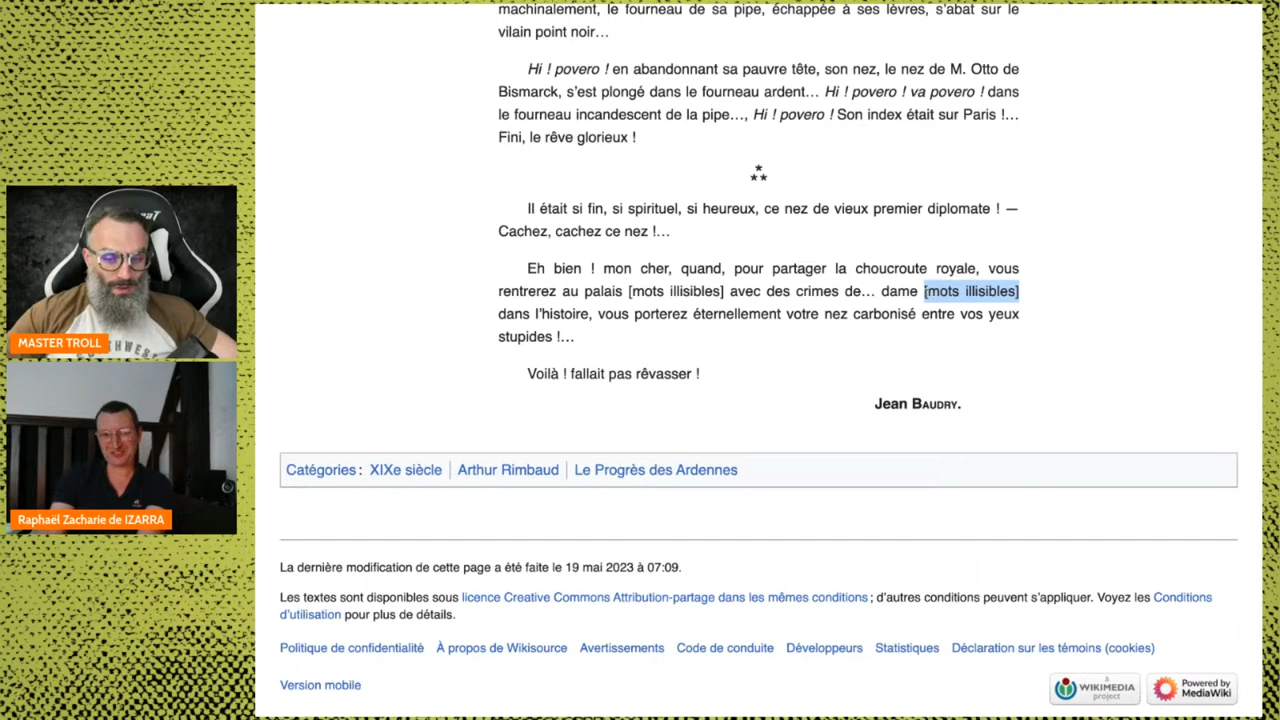 machinalement, le fourneau de sa pipe, échappée à ses lèvres, s’abat sur le
vilain point noir…
Hi ! povero ! en abandonnant sa pauvre tête, son nez, le nez de M. Otto de
Bismarck, s’est plongé dans le fourneau ardent… Hi ! povero ! va povero ! dans
le fourneau incandescent de la pipe…, Hi ! povero ! Son index était sur Paris !…
Fini, le rêve glorieux !
*
**
Il était si fin, si spirituel, si heureux, ce nez de vieux premier diplomate ! —
Cachez, cachez ce nez !…
Eh bien ! mon cher, quand, pour partager la choucroute royale, vous
rentrerez au palais [mots illisibles] avec des crimes de… dame [mots illisibles]
dans l’histoire, vous porterez éternellement votre nez carbonisé entre vos yeux
stupides !…
Voilà ! fallait pas rêvasser !
Jean BAUDRY.
MASTER TROLL
Raphaël Zacharie de IZARRA
Catégories : XIXe siècle | Arthur Rimbaud | Le Progrès des Ardennes
La dernière modification de cette page a été faite le 19 mai 2023 à 07:09.
Les textes sont disponibles sous licence Creative Commons Attribution-partage dans les mêmes conditions ; d’autres conditions peuvent s’appliquer. Voyez les Conditions
d’utilisation pour plus de détails.
Politique de confidentialité À propos de Wikisource Avertissements Code de conduite Développeurs Statistiques Déclaration sur les témoins (cookies)
Version mobile
a
WIKIMEDIA
project
Powered by
MediaWiki